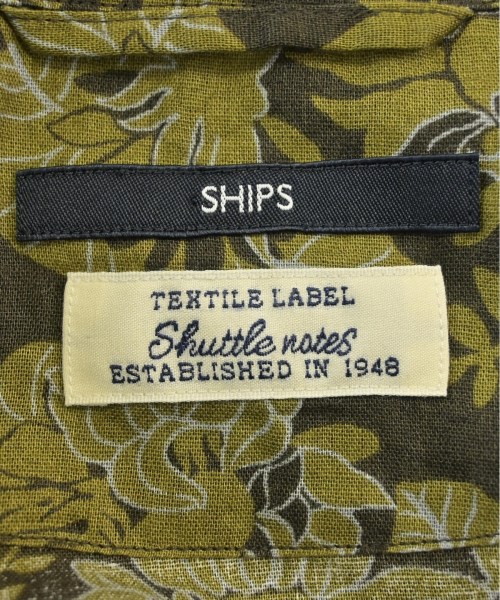 SHIPS
TEXTILE LABEL
Shuttle notes
ESTABLISHED IN 1948